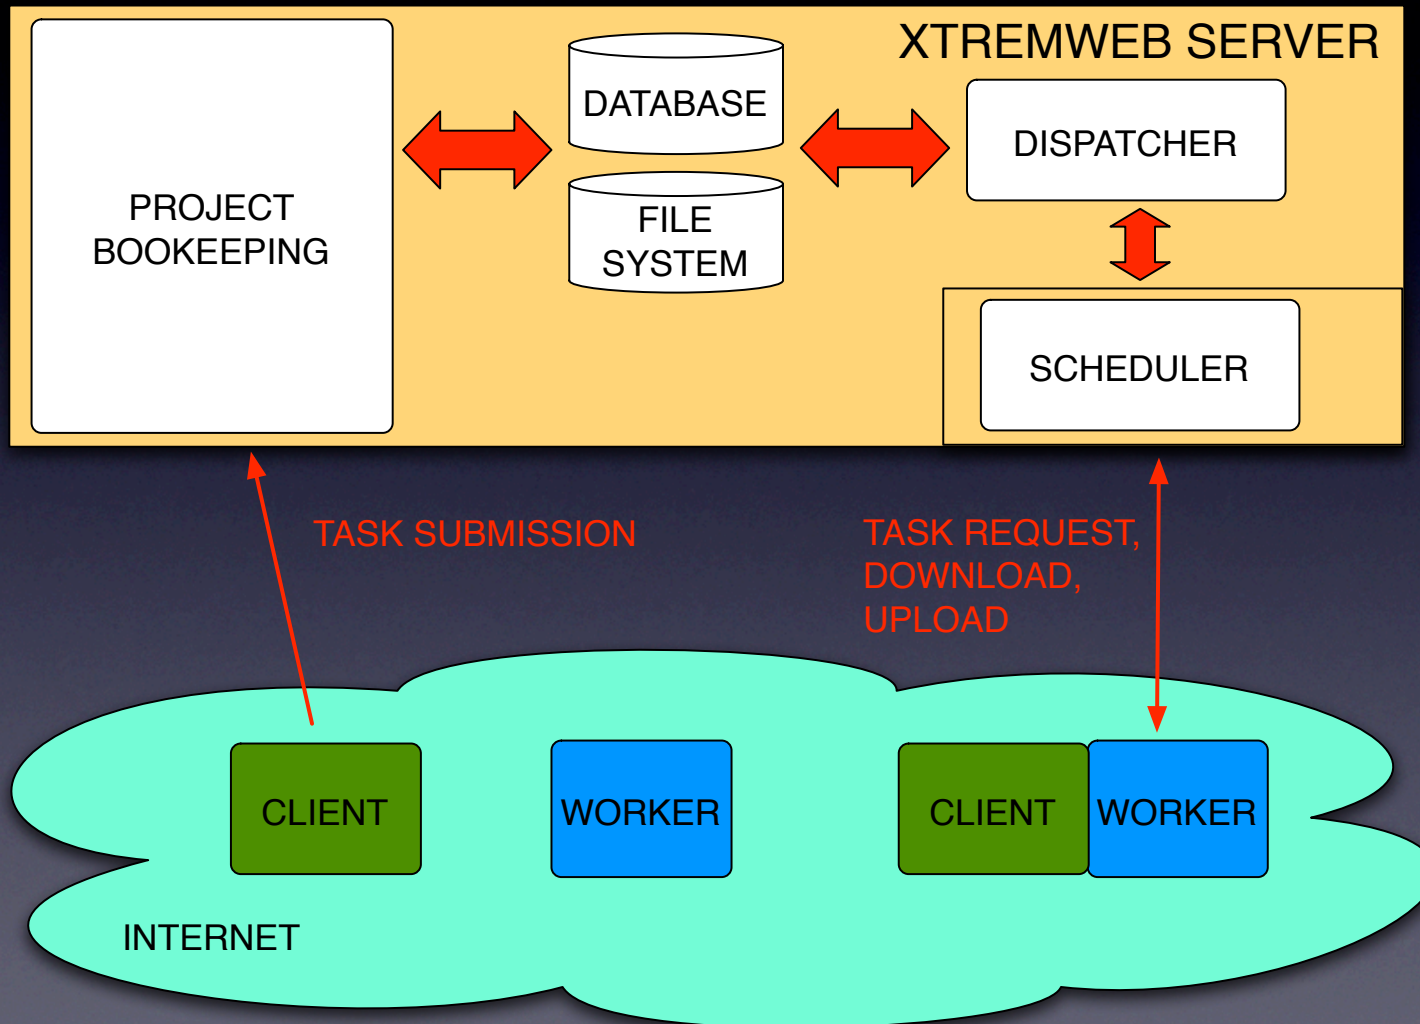 XTREMWEB SERVER
PROJECT
BOOKEEPING
DATABASE
FILE
SYSTEM
DISPATCHER
SCHEDULER
TASK SUBMISSION
TASK REQUEST,
DOWNLOAD,
UPLOAD
CLIENT
WORKER
CLIENT
WORKER
INTERNET